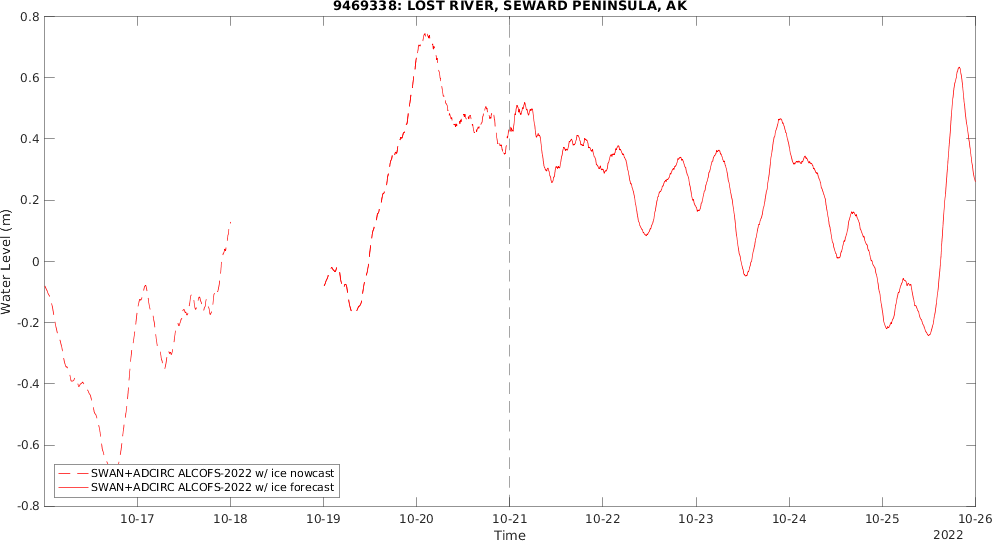 9469338: LOST RIVER, SEWARD PENINSULA, AK
Water Level (m)
0.8
0.6
0.4
0.2
0
-0.2
-0.4
-0.6
-0.8
SWAN+ADCIRC ALCOFS-2022 w/ ice nowcast
SWAN+ADCIRC ALCOFS-2022 w/ ice forecast
10-17 10-18 10-19 10-20 10-21 10-22 10-23 10-24 10-25 10-26
Time
2022